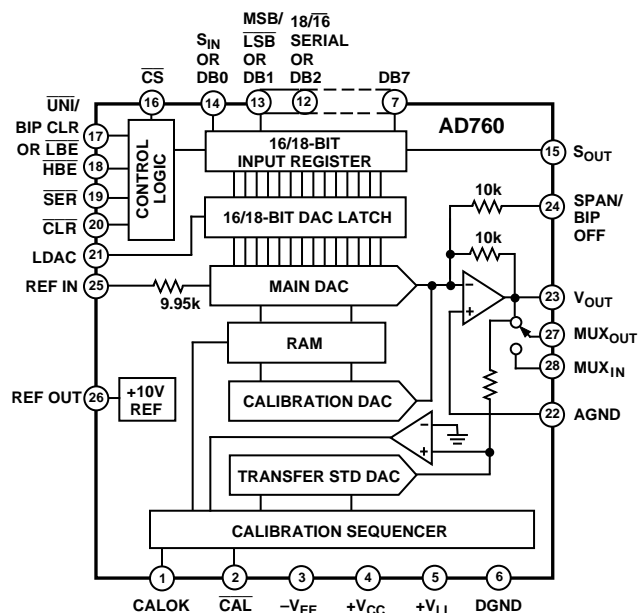 MSB/
LSB
OR
DB1
18/16
SERIAL
OR
DB2
S_IN
OR
DB0
DB7
CS
16
14
13
12
7
AD760
UNI/
BIP CLR
OR LBE
17
HBE
18
SER
19
CLR
20
LDAC
21
REF IN
25
9.95k
CONTROL
LOGIC
16/18-BIT
INPUT REGISTER
16/18-BIT DAC LATCH
MAIN DAC
RAM
CALIBRATION DAC
TRANSFER STD DAC
CALIBRATION SEQUENCER
REF OUT
26
+10V
REF
10k
10k
–
+
–
+
15
S_OUT
24
SPAN/
BIP
OFF
23
V_OUT
27
MUX_OUT
28
MUX_IN
22
AGND
1
2
3
4
5
6
CALOK
CAL
–V_EE
+V_CC
+V_LL
DGND